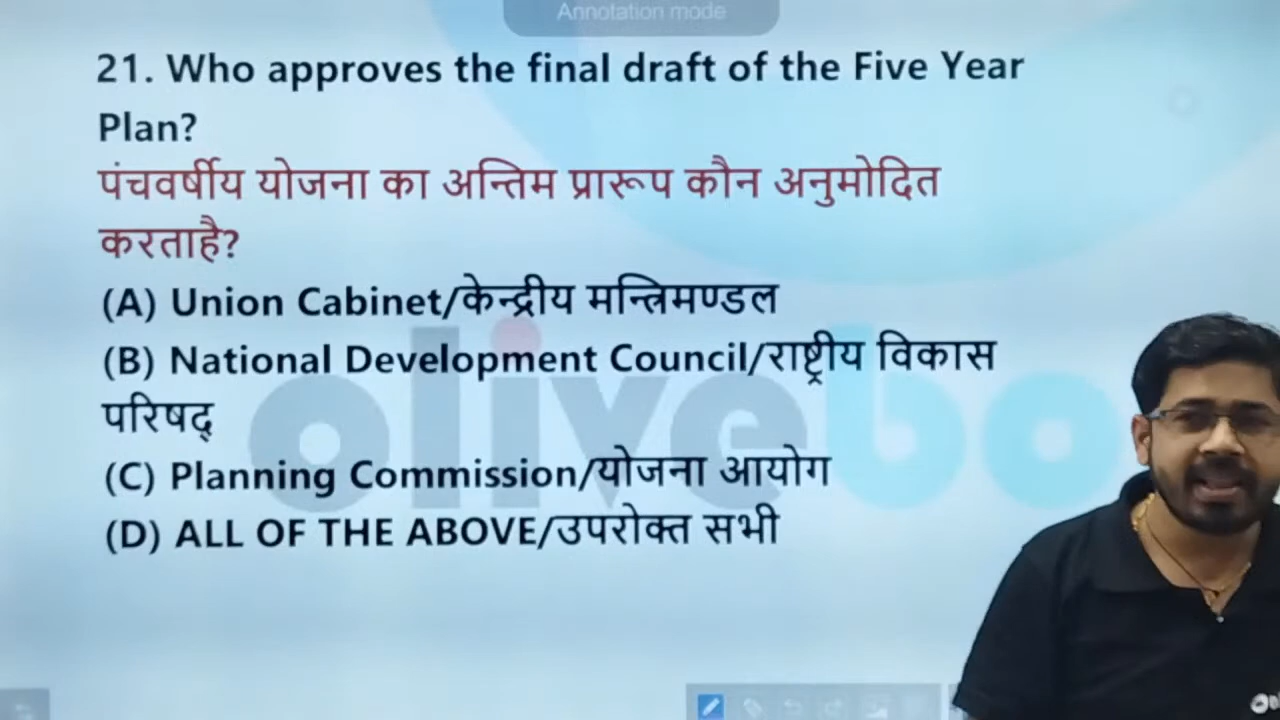 Annotation mode
21. Who approves the final draft of the Five Year
Plan?
पंचवर्षीय योजना का अन्तिम प्रारूप कौन अनुमोदित
करताहै?
(A) Union Cabinet/केन्द्रीय मन्त्रिमण्डल
(B) National Development Council/राष्ट्रीय विकास
परिषद्
(C) Planning Commission/योजना आयोग
(D) ALL OF THE ABOVE/उपरोक्त सभी
olivebo